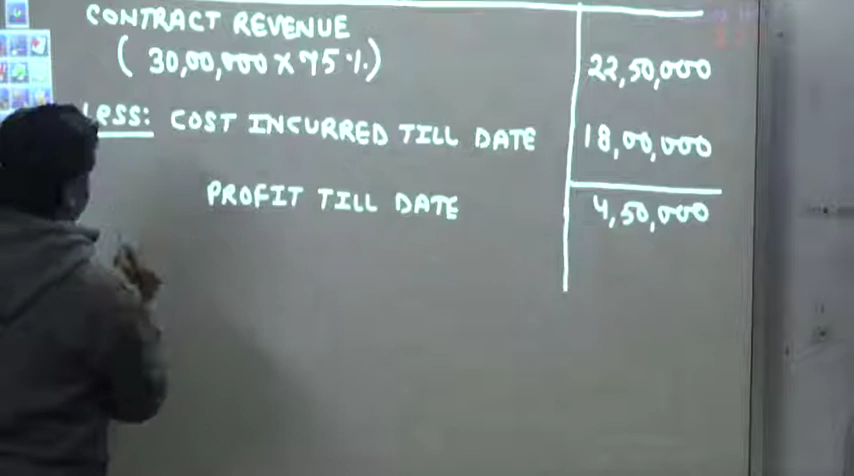 CONTRACT REVENUE
(30,00,000 X 75%) 22,50,000
Less: COST INCURRED TILL DATE 18,00,000
PROFIT TILL DATE 4,50,000